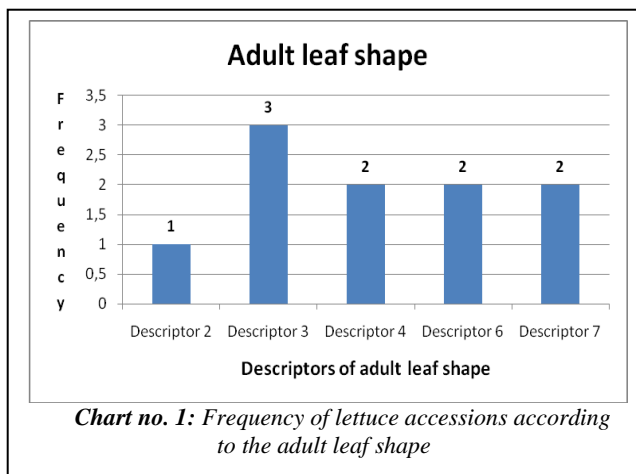 Adult leaf shape
Frequency
3,5
3
2,5
2
1,5
1
0,5
0
1
3
2
2
2
Descriptor 2 Descriptor 3 Descriptor 4 Descriptor 6 Descriptor 7
Descriptors of adult leaf shape
Chart no. 1: Frequency of lettuce accessions according
to the adult leaf shape